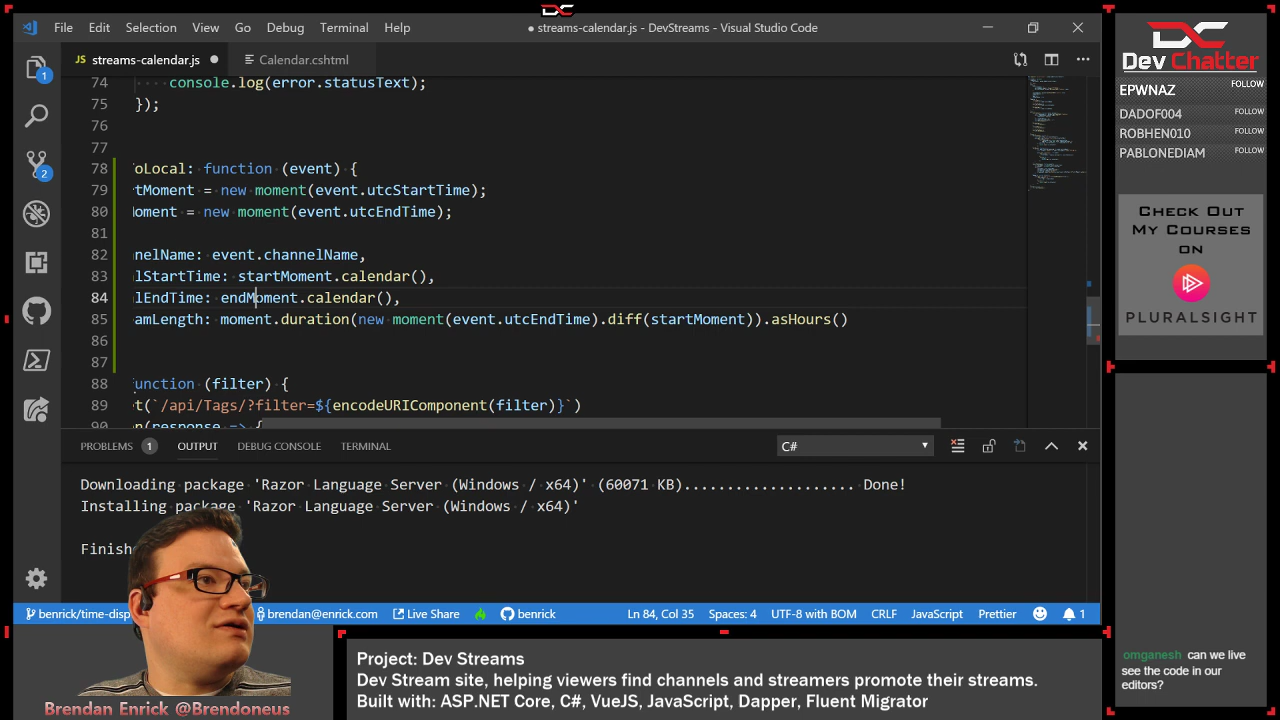 File Edit Selection View Go Debug Terminal Help
● streams-calendar.js - DevStreams - Visual Studio Code
JS streams-calendar.js ● Calendar.cshtml
74 console.log(error.statusText);
75 });
76
77
78 oLocal: function (event) {
79 rtMoment = new moment(event.utcStartTime);
80 Moment = new moment(event.utcEndTime);
81
82 nelName: event.channelName,
83 lStartTime: startMoment.calendar(),
84 lEndTime: endMoment.calendar(),
85 amLength: moment.duration(new moment(event.utcEndTime).diff(startMoment)).asHours()
86
87
88 unction (filter) {
89 t(`/api/Tags/?filter=${encodeURIComponent(filter)}`)
90 n(response => {
1
2
PROBLEMS 1 OUTPUT DEBUG CONSOLE TERMINAL
C#
Downloading package 'Razor Language Server (Windows / x64)' (60071 KB).................... Done!
Installing package 'Razor Language Server (Windows / x64)'
Finishe
benrick/time-disp brendan@enrick.com Live Share benrick Ln 84, Col 35 Spaces: 4 UTF-8 with BOM CRLF JavaScript Prettier 1
Brendan Enrick @Brendoneus
Project: Dev Streams
Dev Stream site, helping viewers find channels and streamers promote their streams.
Built with: ASP.NET Core, C#, VueJS, JavaScript, Dapper, Fluent Migrator
DC
Dev Chatter
EPWNAZ FOLLOW
DADOF004 FOLLOW
ROBHEN010 FOLLOW
PABLONEDIAM FOLLOW
Check Out
My Courses
on
PLURALSIGHT
omganesh can we live
see the code in our
editors?